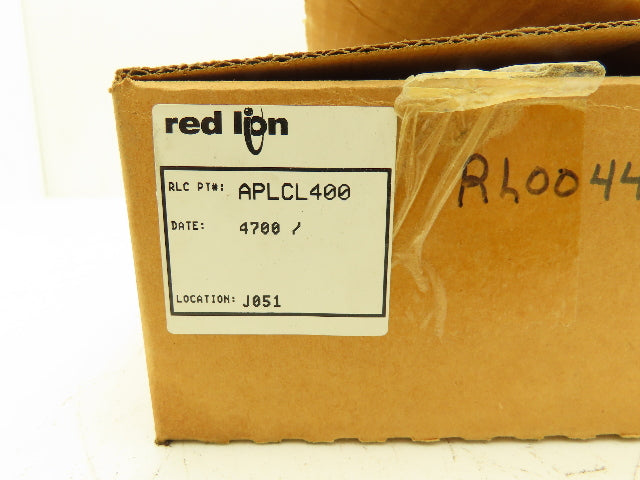 red lion
RLC PT#: APLCL400
DATE: 4700 /
LOCATION: J051
RL0044